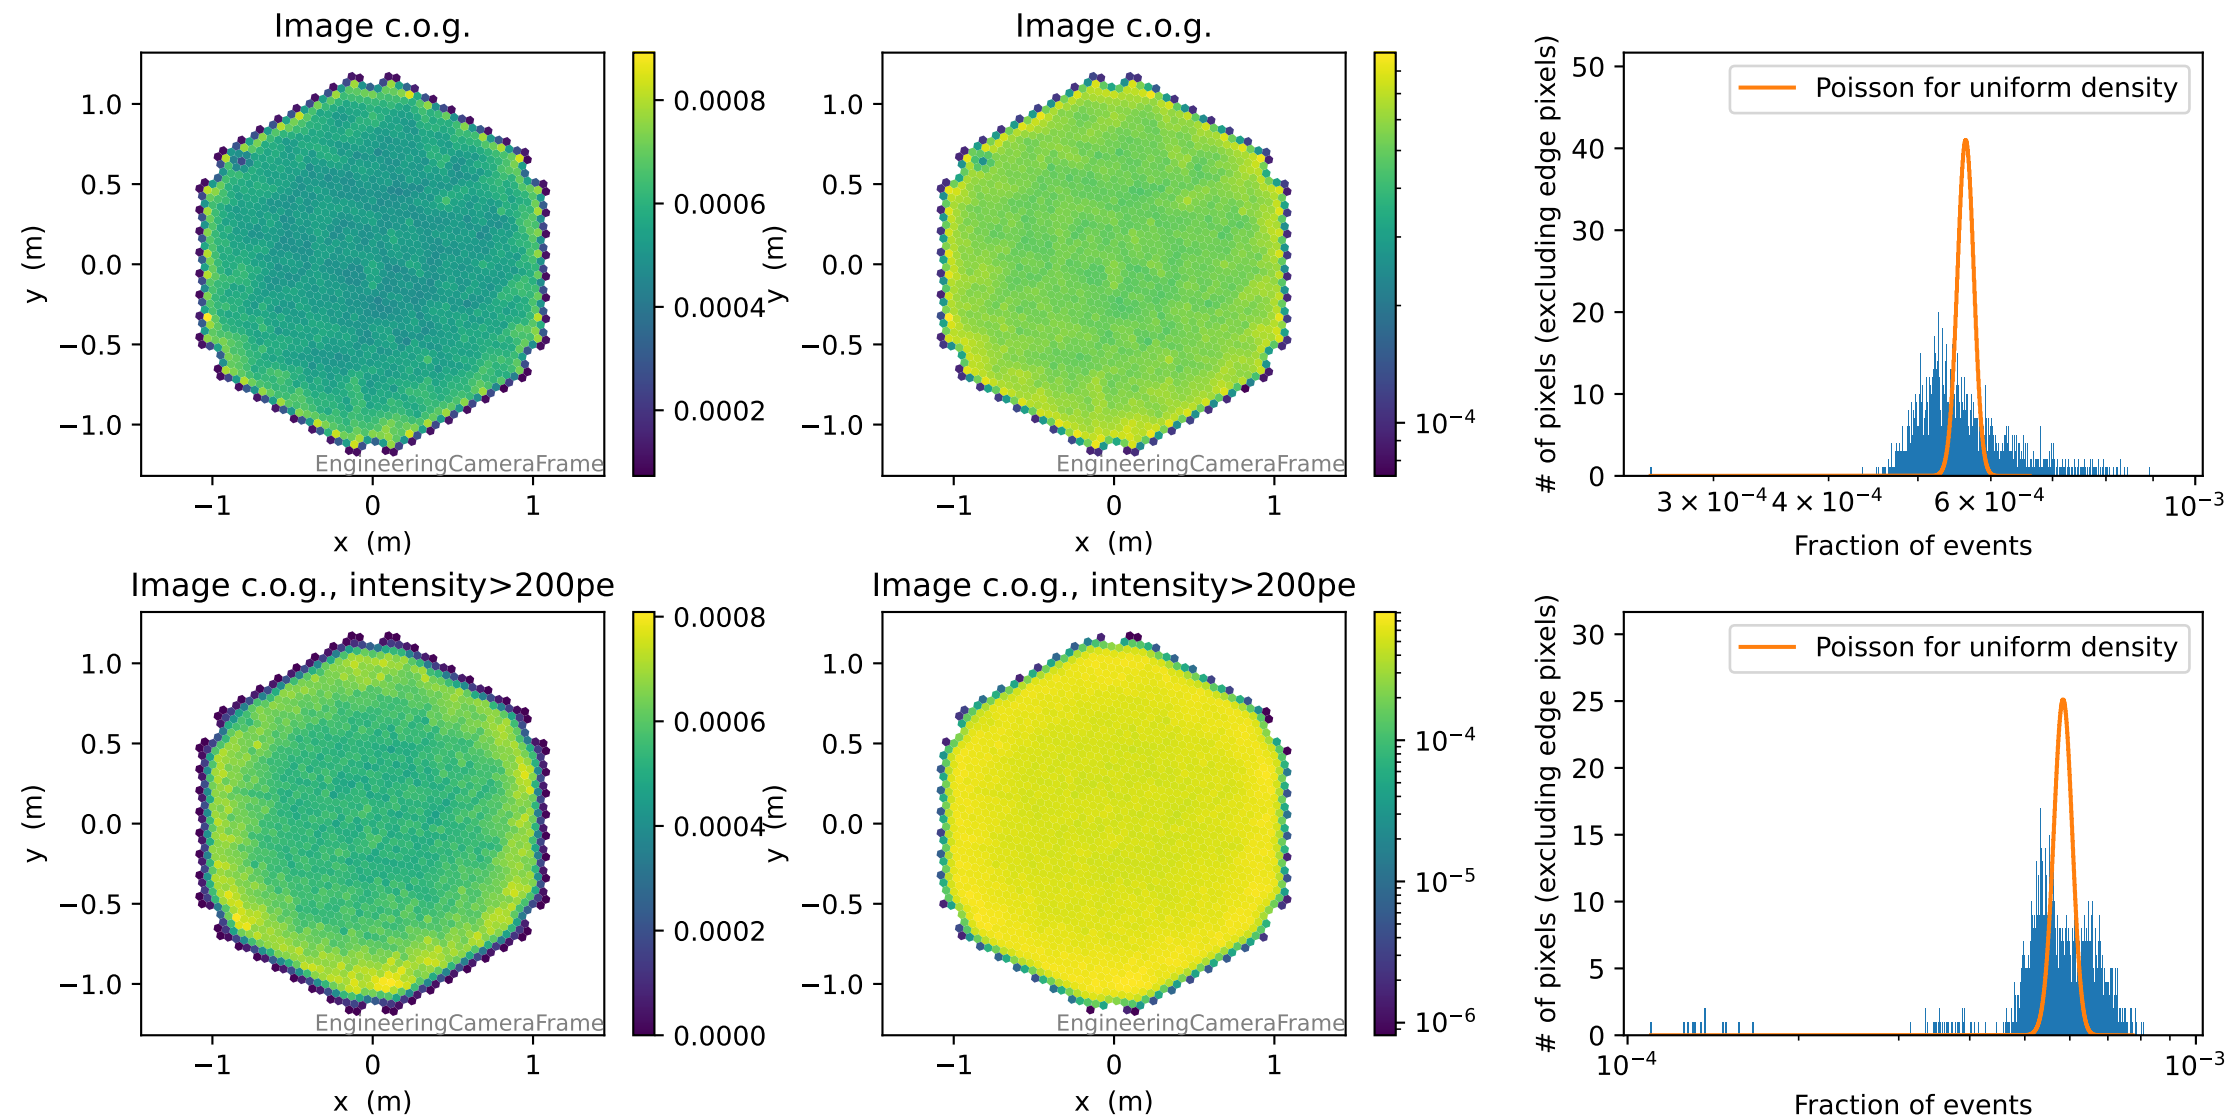 Image c.o.g.
1.0
0.5
0.0
−0.5
−1.0
y (m)
−1 0 1
x (m)
EngineeringCameraFrame
0.0008
0.0006
0.0004
0.0002
Image c.o.g.
1.0
0.5
0.0
−0.5
−1.0
y (m)
−1 0 1
x (m)
EngineeringCameraFrame
10⁻⁴
# of pixels (excluding edge pixels)
50
40
30
20
10
0
Poisson for uniform density
3 × 10⁻⁴ 4 × 10⁻⁴ 6 × 10⁻⁴ 10⁻³
Fraction of events
Image c.o.g., intensity>200pe
1.0
0.5
0.0
−0.5
−1.0
y (m)
−1 0 1
x (m)
EngineeringCameraFrame
0.0008
0.0006
0.0004
0.0002
0.0000
Image c.o.g., intensity>200pe
1.0
0.5
0.0
−0.5
−1.0
y (m)
−1 0 1
x (m)
EngineeringCameraFrame
10⁻⁴
10⁻⁵
10⁻⁶
# of pixels (excluding edge pixels)
30
25
20
15
10
5
0
Poisson for uniform density
10⁻⁴ 10⁻³
Fraction of events